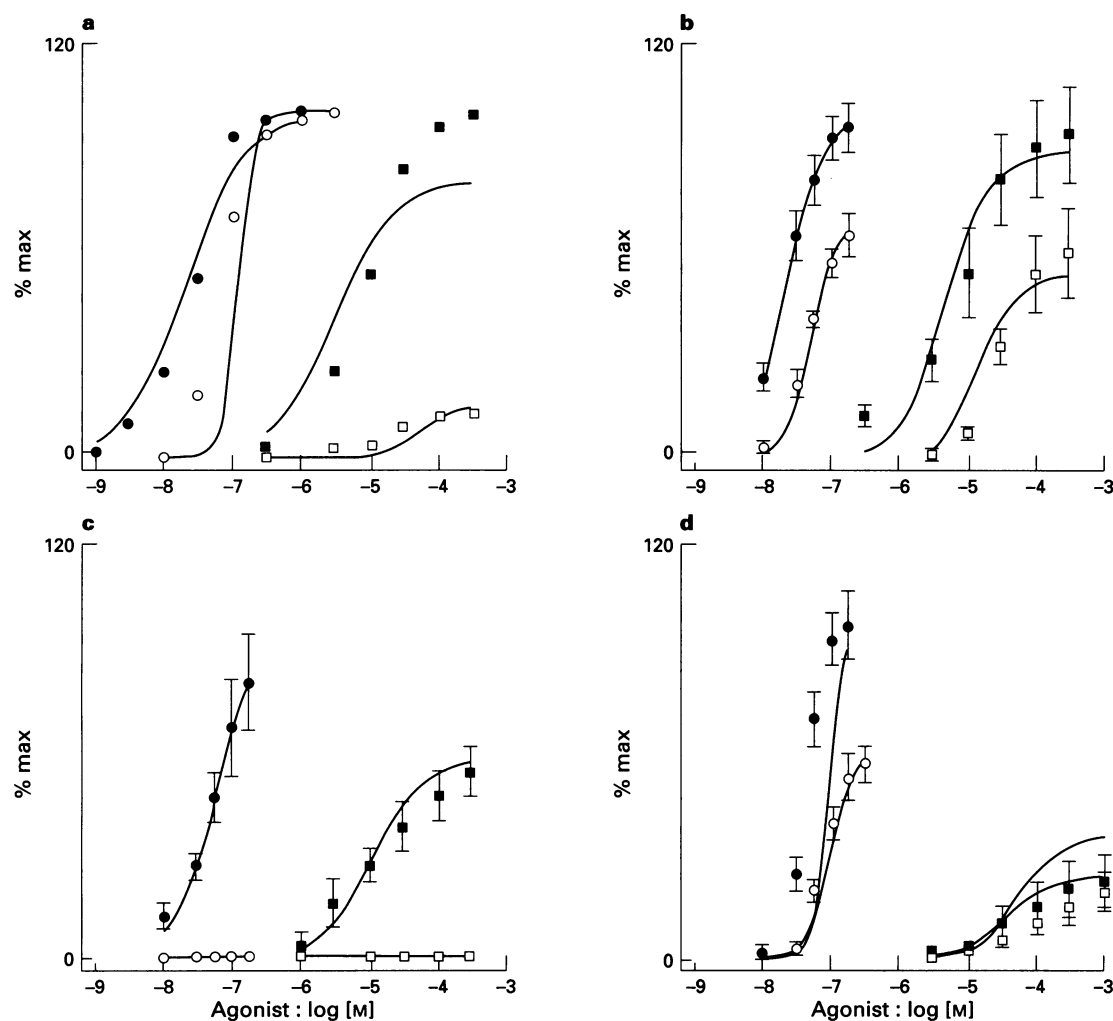 a
120
% max
0
−9 −8 −7 −6 −5 −4 −3
b
120
% max
0
−9 −8 −7 −6 −5 −4 −3
c
120
% max
0
−9 −8 −7 −6 −5 −4 −3
Agonist : log [M]
d
120
% max
0
−9 −8 −7 −6 −5 −4 −3
Agonist : log [M]